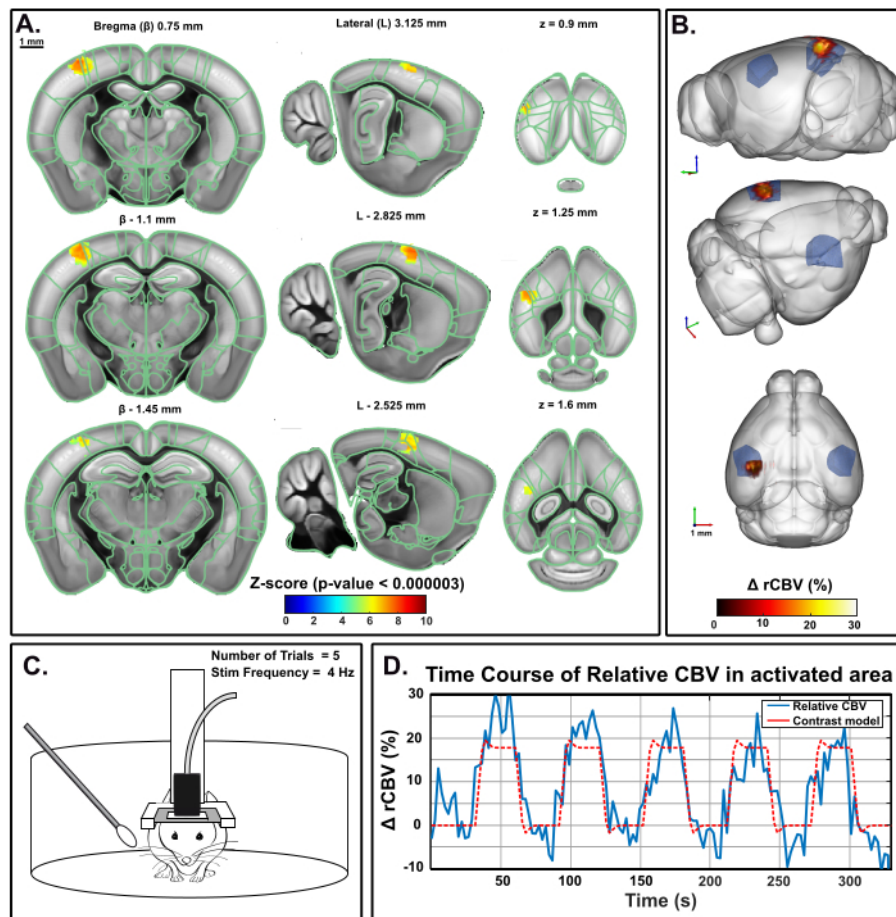 A.
Bregma (β) 0.75 mm
Lateral (L) 3.125 mm
z = 0.9 mm
1 mm
β - 1.1 mm
L - 2.825 mm
z = 1.25 mm
β - 1.45 mm
L - 2.525 mm
z = 1.6 mm
Z-score (p-value < 0.000003)
0 2 4 6 8 10
B.
1 mm
Δ rCBV (%)
0 10 20 30
C.
Number of Trials = 5
Stim Frequency = 4 Hz
D.
Time Course of Relative CBV in activated area
Relative CBV
Contrast model
Δ rCBV (%)
30
20
10
0
-10
50 100 150 200 250 300
Time (s)